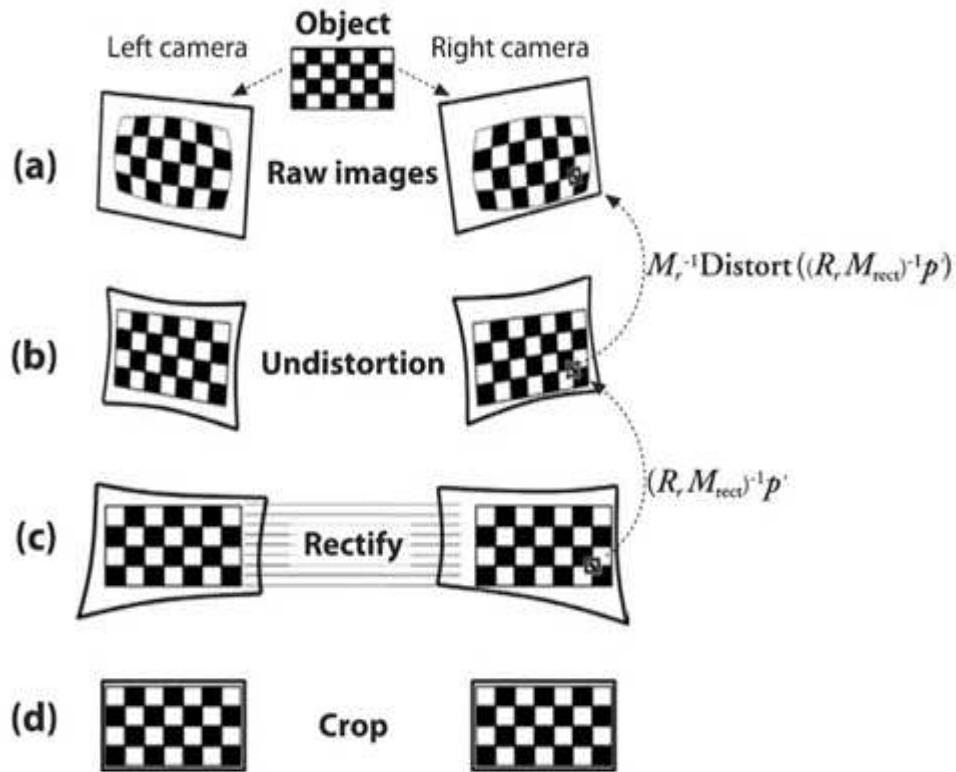 Object
Left camera
Right camera
(a)
Raw images
M_r^{-1} Distort((R_r M_rect)^{-1} p')
(b)
Undistortion
(R_r M_rect)^{-1} p'
(c)
Rectify
(d)
Crop